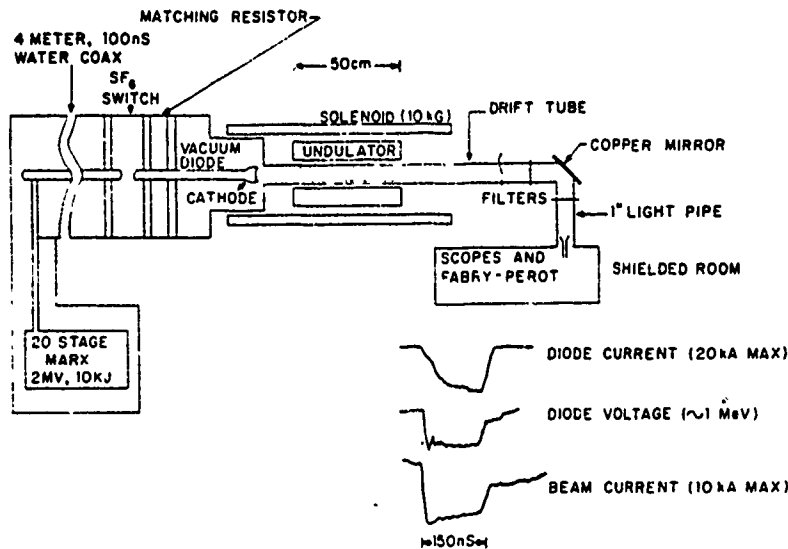 MATCHING RESISTOR
4 METER, 100nS
WATER COAX
SF6
SWITCH
50cm
SOLENOID (10kG)
DRIFT TUBE
VACUUM
DIODE
UNDULATOR
COPPER MIRROR
CATHODE
FILTERS
1" LIGHT PIPE
SCOPES AND
FABRY-PEROT
SHIELDED ROOM
20 STAGE
MARX
2MV, 10KJ
DIODE CURRENT (20kA MAX)
DIODE VOLTAGE (~1 MeV)
BEAM CURRENT (10kA MAX)
150nS